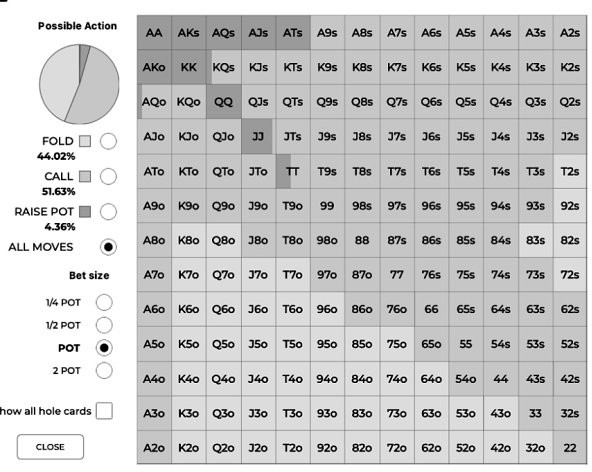 Possible Action
FOLD
44.02%
CALL
51.63%
RAISE POT
4.36%
ALL MOVES
Bet size
1/4 POT
1/2 POT
POT
2 POT
how all hole cards
CLOSE
AA AKs AQs AJs ATs A9s A8s A7s A6s A5s A4s A3s A2s
AKo KK KQs KJs KTs K9s K8s K7s K6s K5s K4s K3s K2s
AQo KQo QQ QJs QTs Q9s Q8s Q7s Q6s Q5s Q4s Q3s Q2s
AJo KJo QJo JJ JTs J9s J8s J7s J6s J5s J4s J3s J2s
ATo KTo QTo JTo TT T9s T8s T7s T6s T5s T4s T3s T2s
A9o K9o Q9o J9o T9o 99 98s 97s 96s 95s 94s 93s 92s
A8o K8o Q8o J8o T8o 98o 88 87s 86s 85s 84s 83s 82s
A7o K7o Q7o J7o T7o 97o 87o 77 76s 75s 74s 73s 72s
A6o K6o Q6o J6o T6o 96o 86o 76o 66 65s 64s 63s 62s
A5o K5o Q5o J5o T5o 95o 85o 75o 65o 55 54s 53s 52s
A4o K4o Q4o J4o T4o 94o 84o 74o 64o 54o 44 43s 42s
A3o K3o Q3o J3o T3o 93o 83o 73o 63o 53o 43o 33 32s
A2o K2o Q2o J2o T2o 92o 82o 72o 62o 52o 42o 32o 22